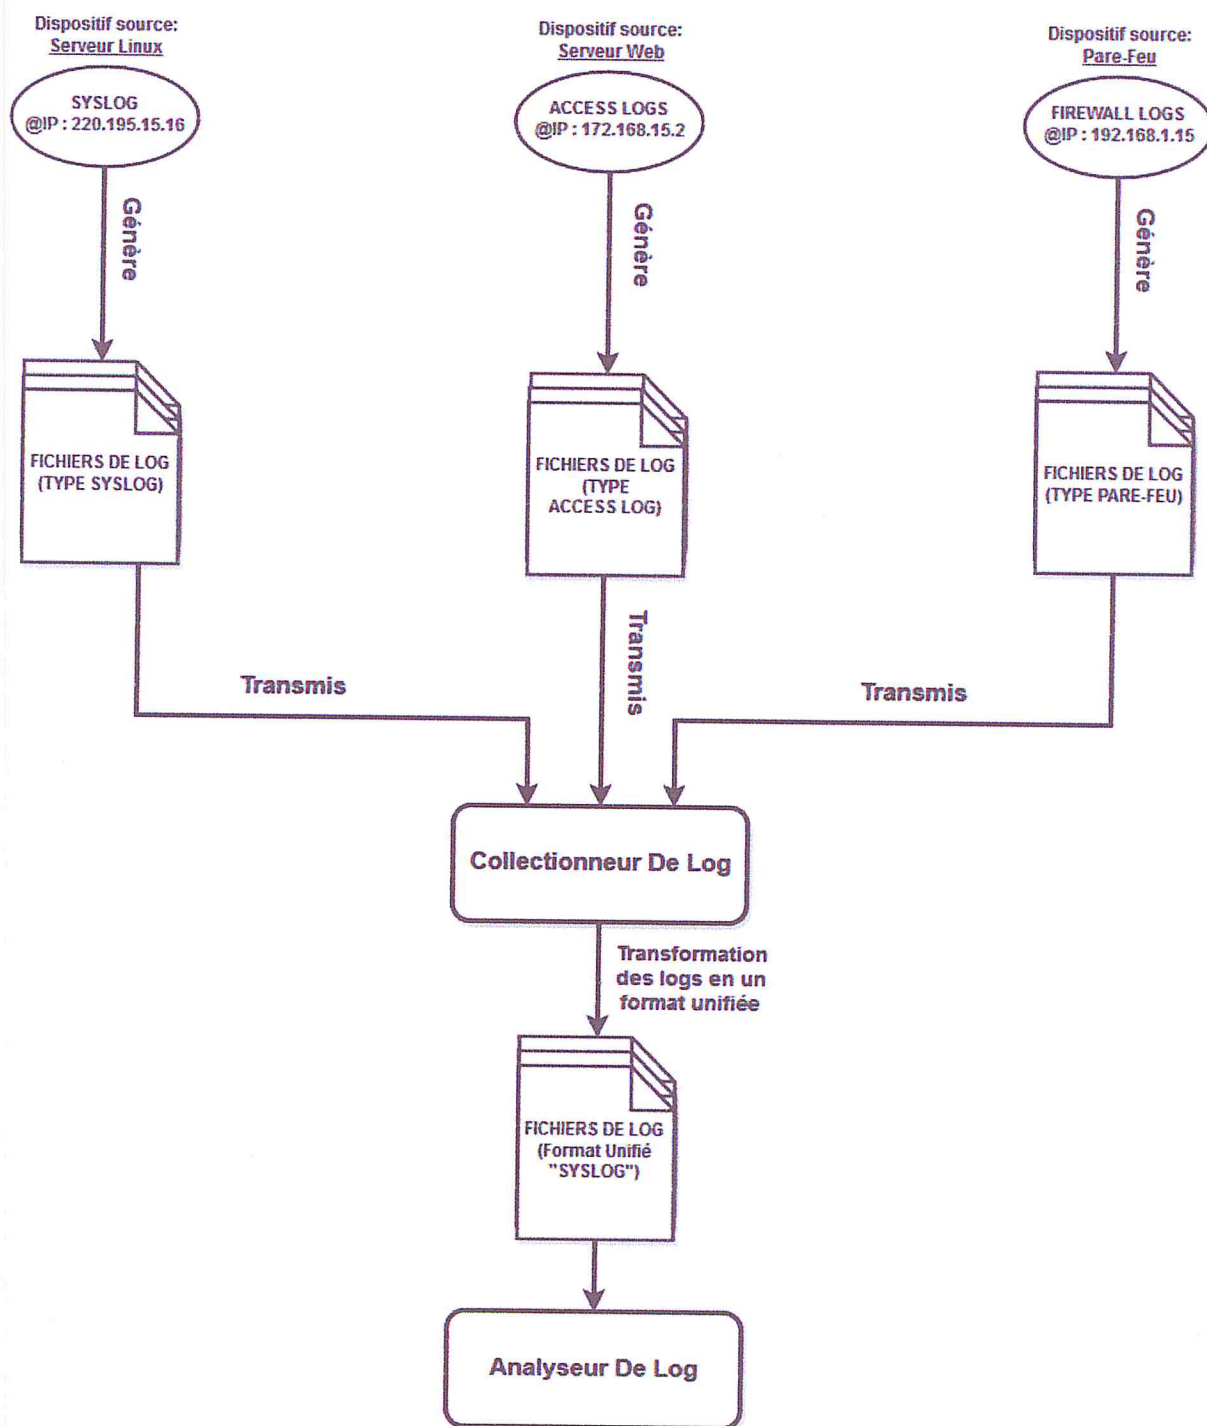 Dispositif source:
Serveur Linux
SYSLOG
@IP : 220.195.15.16
Dispositif source:
Serveur Web
ACCESS LOGS
@IP : 172.168.15.2
Dispositif source:
Pare-Feu
FIREWALL LOGS
@IP : 192.168.1.15
Génère
Génère
Génère
FICHIERS DE LOG
(TYPE SYSLOG)
FICHIERS DE LOG
(TYPE
ACCESS LOG)
FICHIERS DE LOG
(TYPE PARE-FEU)
Transmis
Transmis
Transmis
Collectionneur De Log
Transformation
des logs en un
format unifiée
FICHIERS DE LOG
(Format Unifié
"SYSLOG")
Analyseur De Log